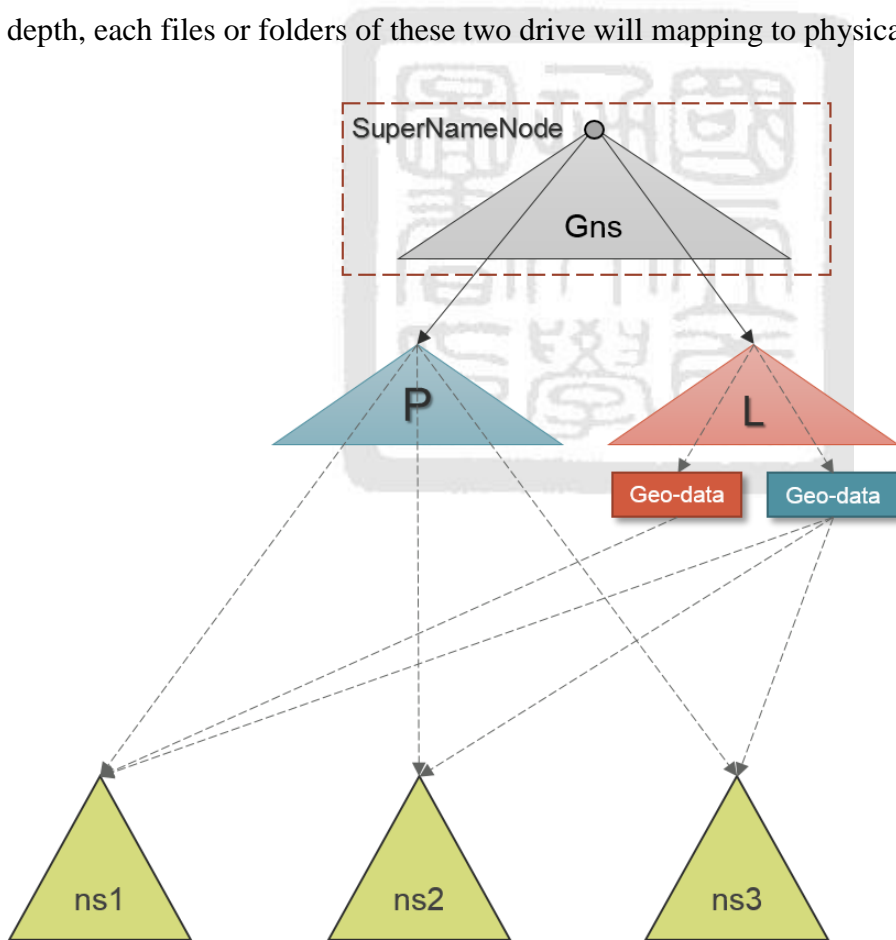 depth, each files or folders of these two drive will mapping to physica
SuperNameNode
Gns
P
L
Geo-data
Geo-data
ns1
ns2
ns3